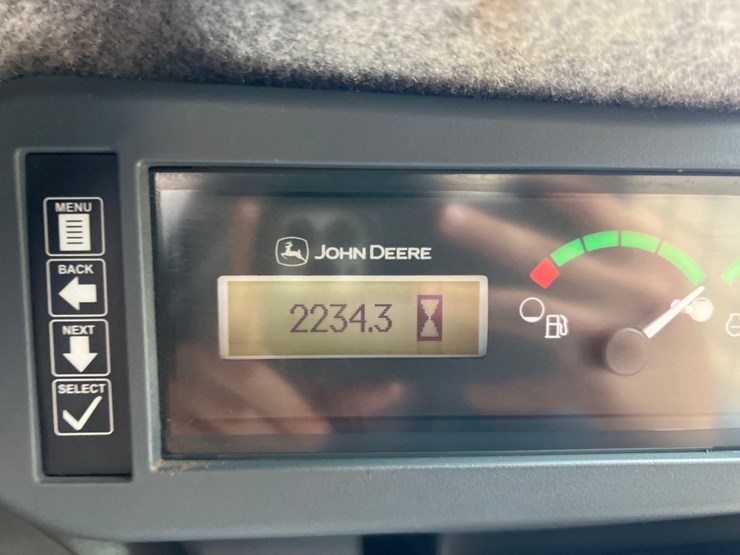 MENU
BACK
NEXT
SELECT
JOHN DEERE
2234.3